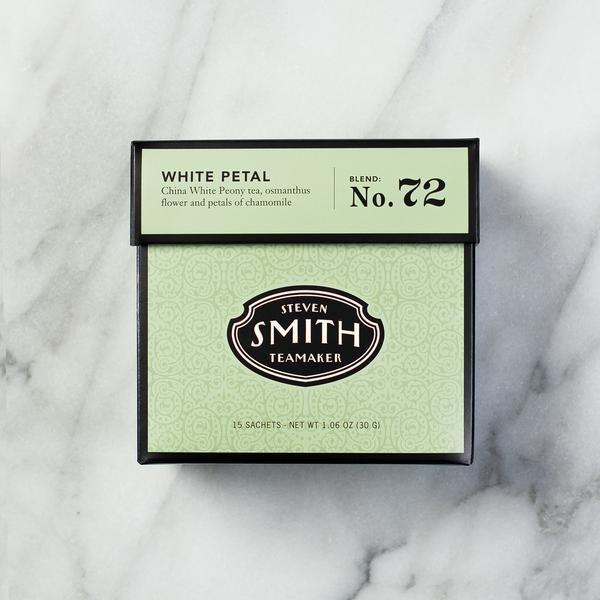 WHITE PETAL
China White Peony tea, osmanthus
flower and petals of chamomile
BLEND:
No. 72
STEVEN
SMITH
TEAMAKER
15 SACHETS - NET WT 1.06 OZ (30 G)